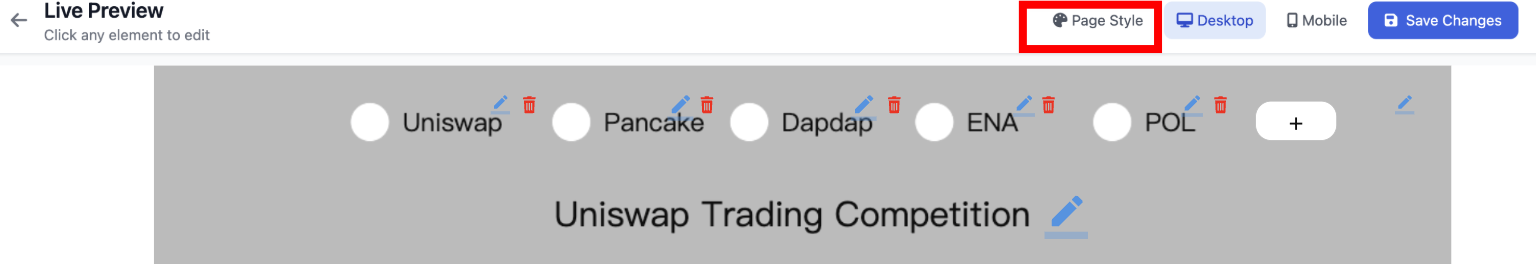 Live Preview
Click any element to edit
Page Style
Desktop
Mobile
Save Changes
Uniswap
Pancake
Dapdap
ENA
POL
+
Uniswap Trading Competition